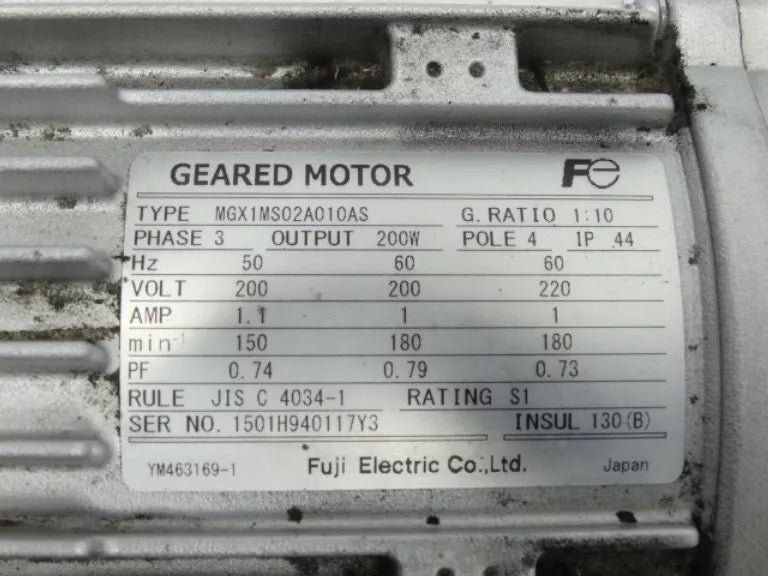 GEARED MOTOR Fe
TYPE MGX1MS02A010AS G.RATIO 1:10
PHASE 3 OUTPUT 200W POLE 4 IP 44
Hz 50 60 60
VOLT 200 200 220
AMP 1.1 1 1
min⁻¹ 150 180 180
PF 0.74 0.79 0.73
RULE JIS C 4034-1 RATING S1
SER NO. 1501H940117Y3 INSUL 130(B)
YM463169-1 Fuji Electric Co.,Ltd. Japan